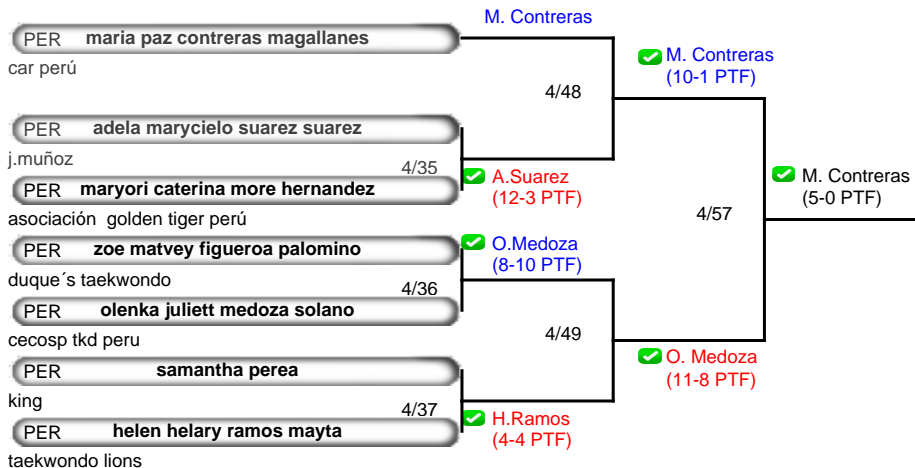 M. Contreras
PER maria paz contreras magallanes
car perú
M. Contreras
(10-1 PTF)
4/48
PER adela marycielo suarez suarez
j.muñoz
4/35
PER maryori caterina more hernandez
asociación golden tiger perú
A.Suarez
(12-3 PTF)
M. Contreras
(5-0 PTF)
4/57
PER zoe matvey figueroa palomino
duque´s taekwondo
O.Medoza
(8-10 PTF)
4/36
PER olenka juliett medoza solano
cecosp tkd peru
4/49
O. Medoza
(11-8 PTF)
PER samantha perea
king
4/37
PER helen helary ramos mayta
taekwondo lions
H.Ramos
(4-4 PTF)